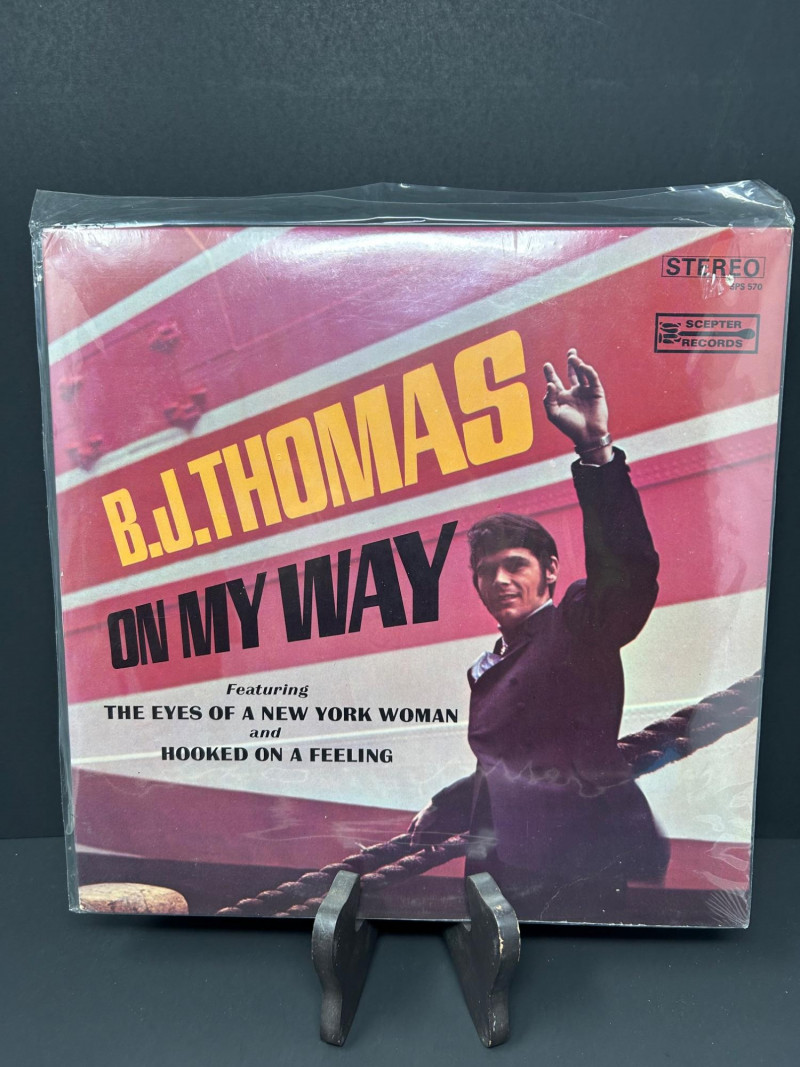 STEREO
SPS 570
SCEPTER
RECORDS
B.J.THOMAS
ON MY WAY
Featuring
THE EYES OF A NEW YORK WOMAN
and
HOOKED ON A FEELING